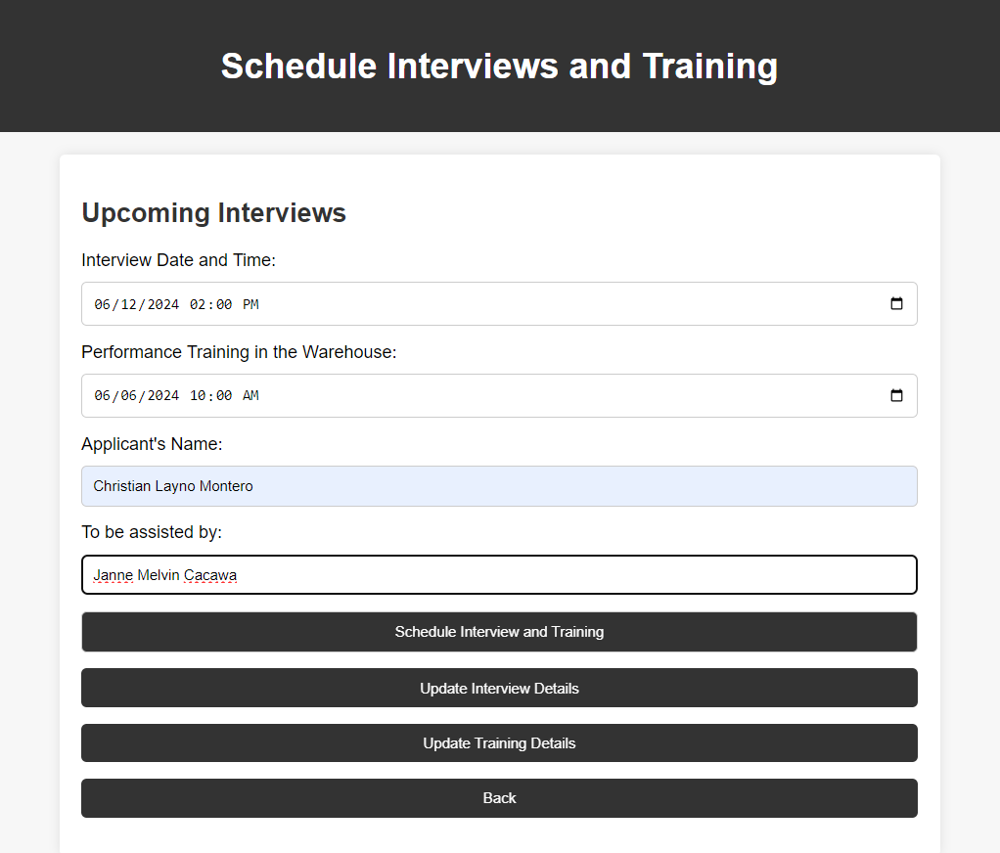 Schedule Interviews and Training
Upcoming Interviews
Interview Date and Time:
06/12/2024 02:00 PM
Performance Training in the Warehouse:
06/06/2024 10:00 AM
Applicant's Name:
Christian Layno Montero
To be assisted by:
Janne Melvin Cacawa
Schedule Interview and Training
Update Interview Details
Update Training Details
Back